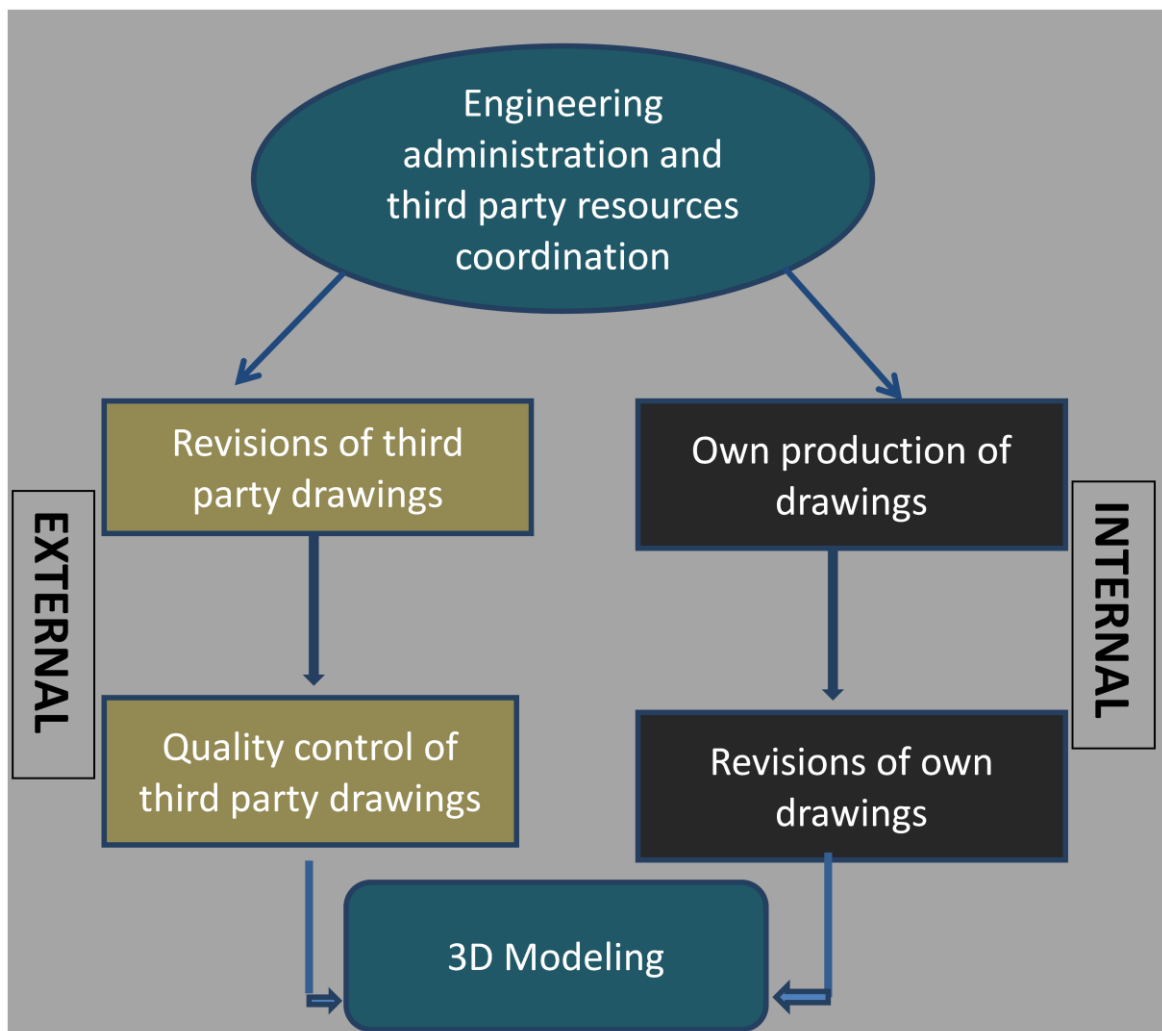 Engineering
administration and
third party resources
coordination
Revisions of third
party drawings
Own production of
drawings
EXTERNAL
INTERNAL
Quality control of
third party drawings
Revisions of own
drawings
3D Modeling